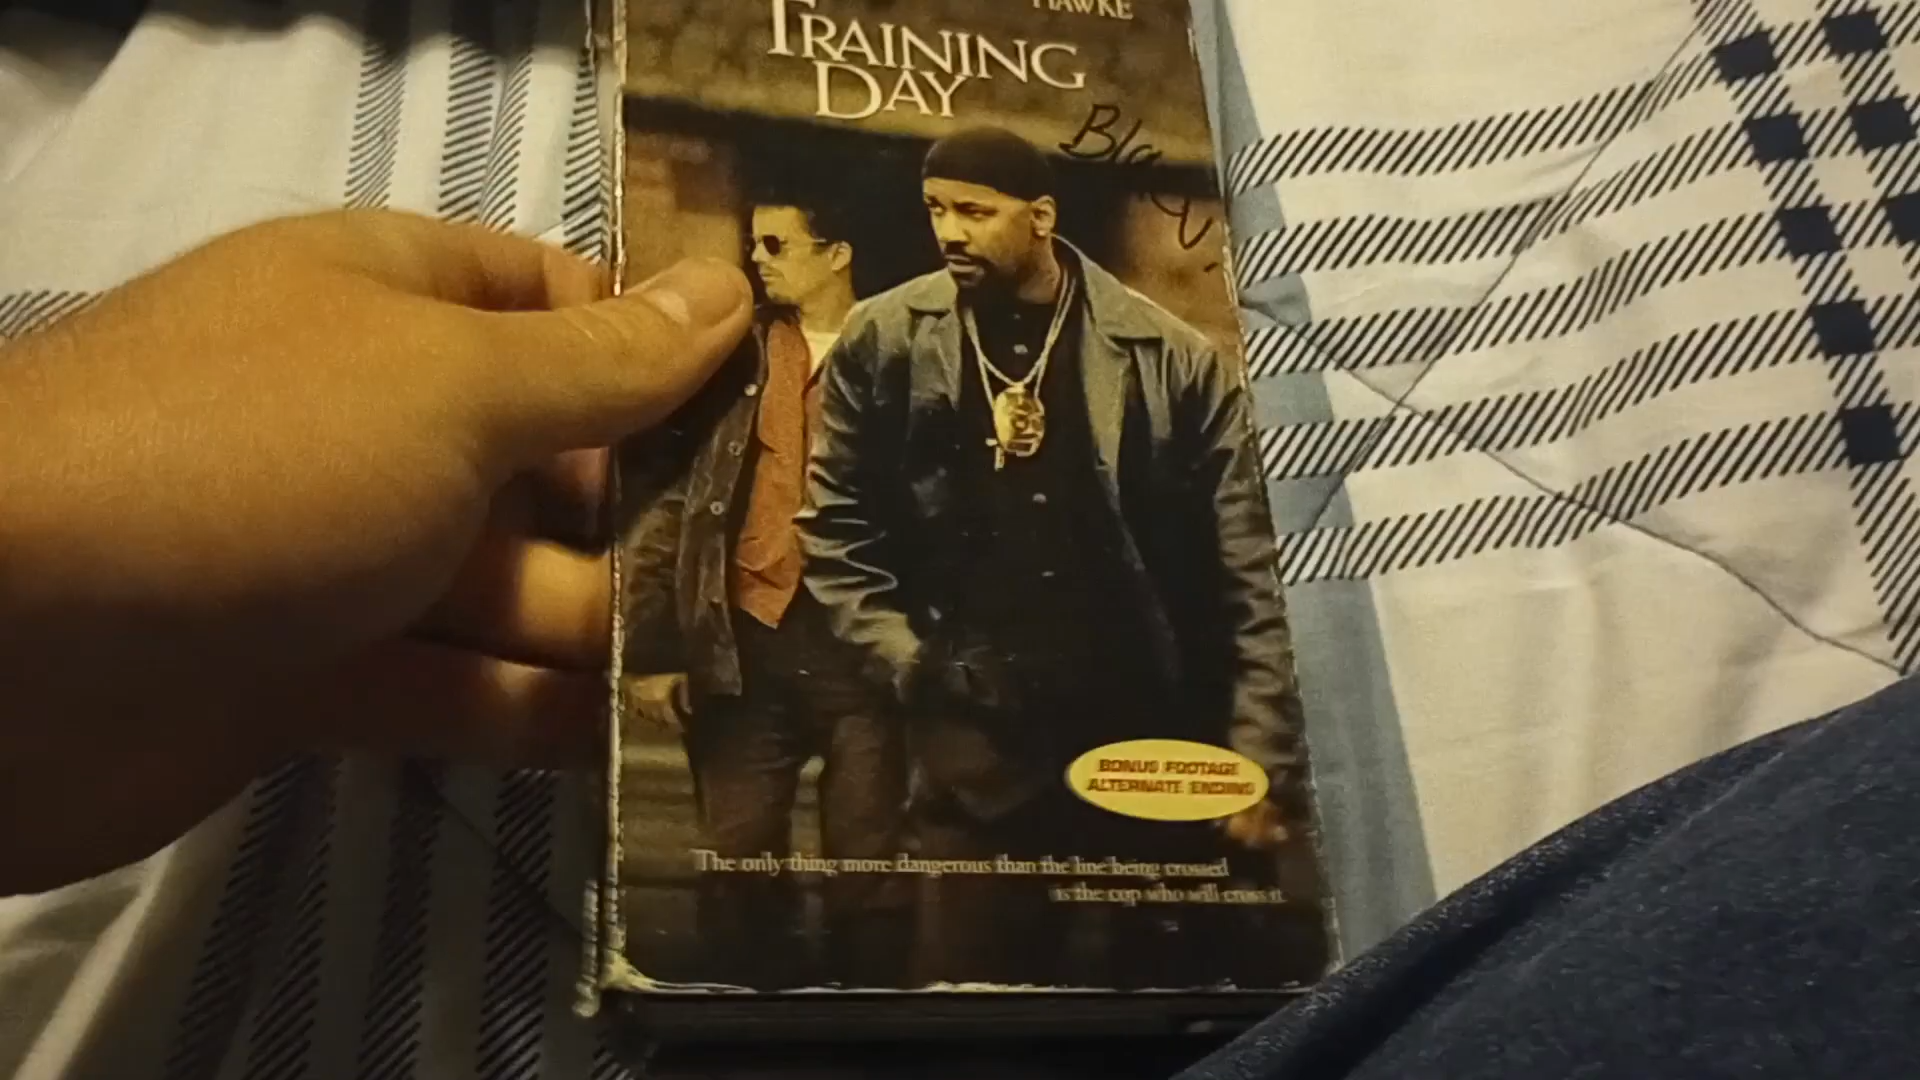 HAWKE
TRAINING
DAY
BONUS FOOTAGE
ALTERNATE ENDING
The only thing more dangerous than the line being crossed
is the cop who will cross it.